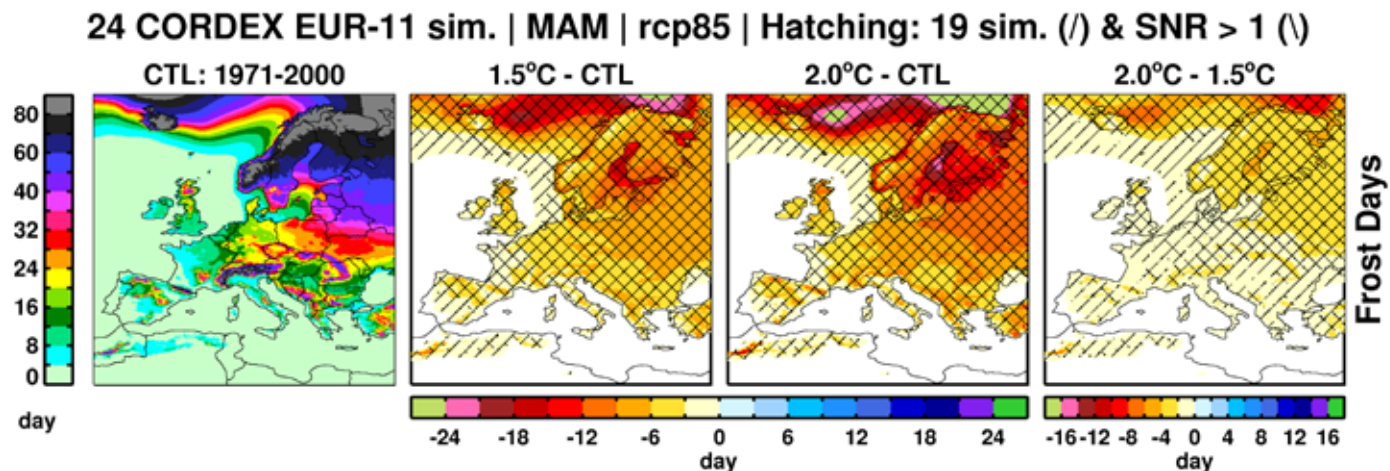 24 CORDEX EUR-11 sim. | MAM | rcp85 | Hatching: 19 sim. (/) & SNR > 1 (\)
CTL: 1971-2000
1.5°C - CTL
2.0°C - CTL
2.0°C - 1.5°C
80
60
40
32
24
16
8
0
day
Frost Days
-24 -18 -12 -6 0 6 12 18 24
day
-16 -12 -8 -4 0 4 8 12 16
day